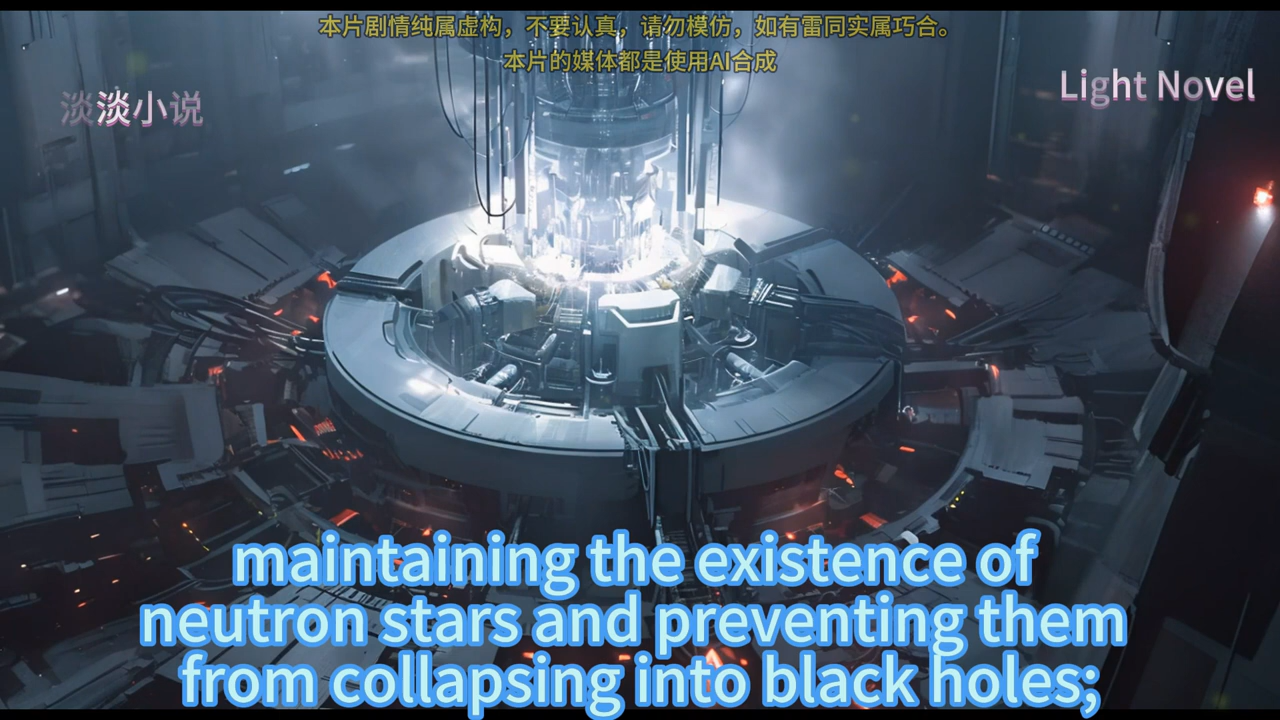 本片剧情纯属虚构，不要认真，请勿模仿，如有雷同实属巧合。
本片的媒体都是使用AI合成
淡淡小说
Light Novel
maintaining the existence of
neutron stars and preventing them
from collapsing into black holes;